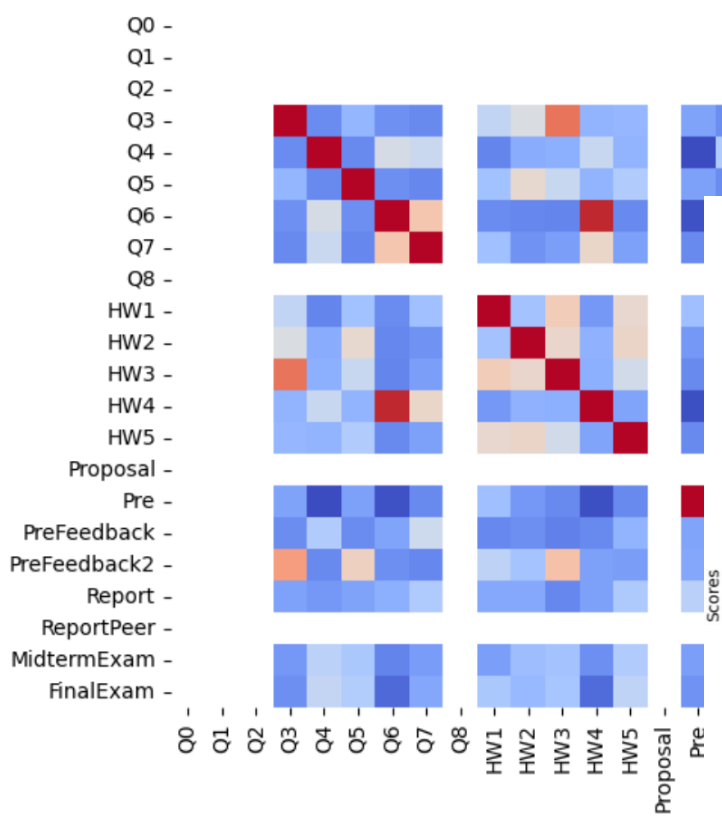 Q0
Q1
Q2
Q3
Q4
Q5
Q6
Q7
Q8
HW1
HW2
HW3
HW4
HW5
Proposal
Pre
PreFeedback
PreFeedback2
Report
ReportPeer
MidtermExam
FinalExam
Scores
Q0
Q1
Q2
Q3
Q4
Q5
Q6
Q7
Q8
HW1
HW2
HW3
HW4
HW5
Proposal
Pre